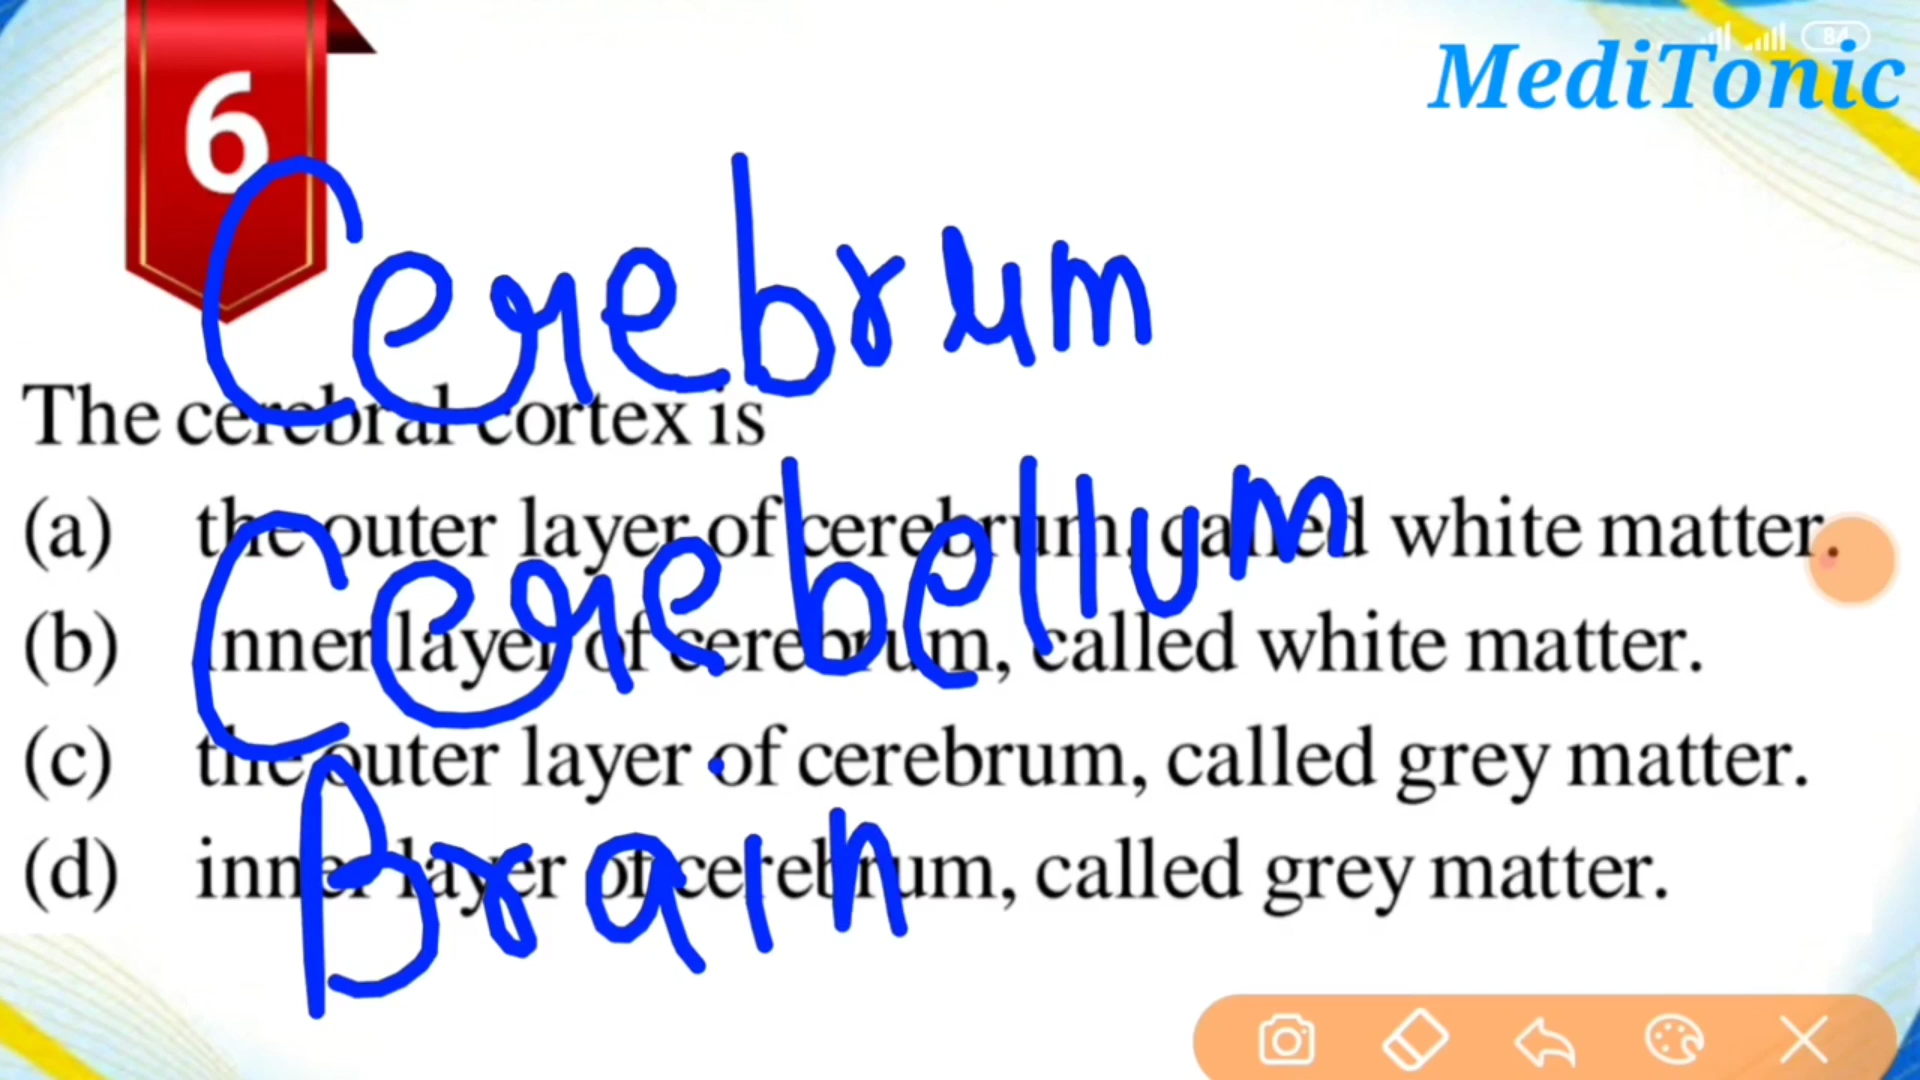 84
MediTonic
6
Cerebrum
The cerebral cortex is
(a) the outer layer of cerebrum, called white matter.
Cerebellum
(b) inner layer of cerebrum, called white matter.
(c) the outer layer of cerebrum, called grey matter.
Brain
(d) inner layer of cerebrum, called grey matter.